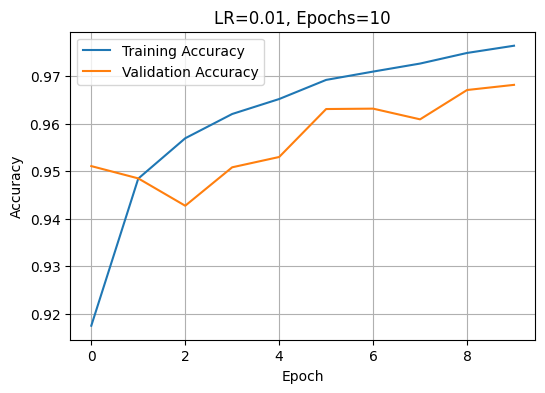 LR=0.01, Epochs=10
Training Accuracy
Validation Accuracy
Accuracy
0.97
0.96
0.95
0.94
0.93
0.92
0 2 4 6 8
Epoch